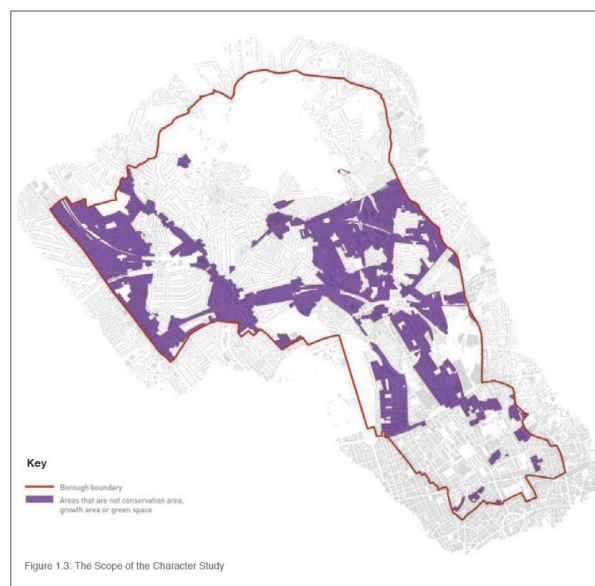 Key
Borough boundary
Areas that are not conservation area,
growth area or green space
Figure 1.3: The Scope of the Character Study